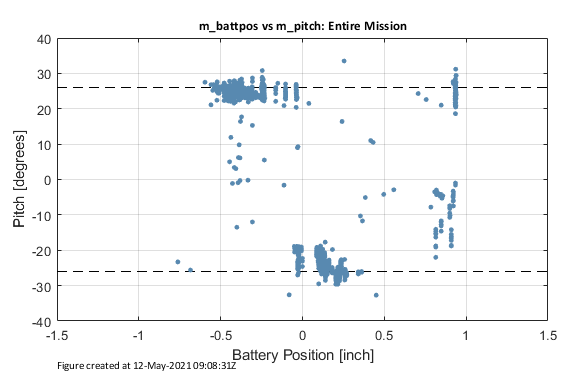 m_battpos vs m_pitch: Entire Mission
40
30
20
10
0
-10
-20
-30
-40
Pitch [degrees]
-1.5 -1 -0.5 0 0.5 1 1.5
Battery Position [inch]
Figure created at 12-May-2021 09:08:31Z